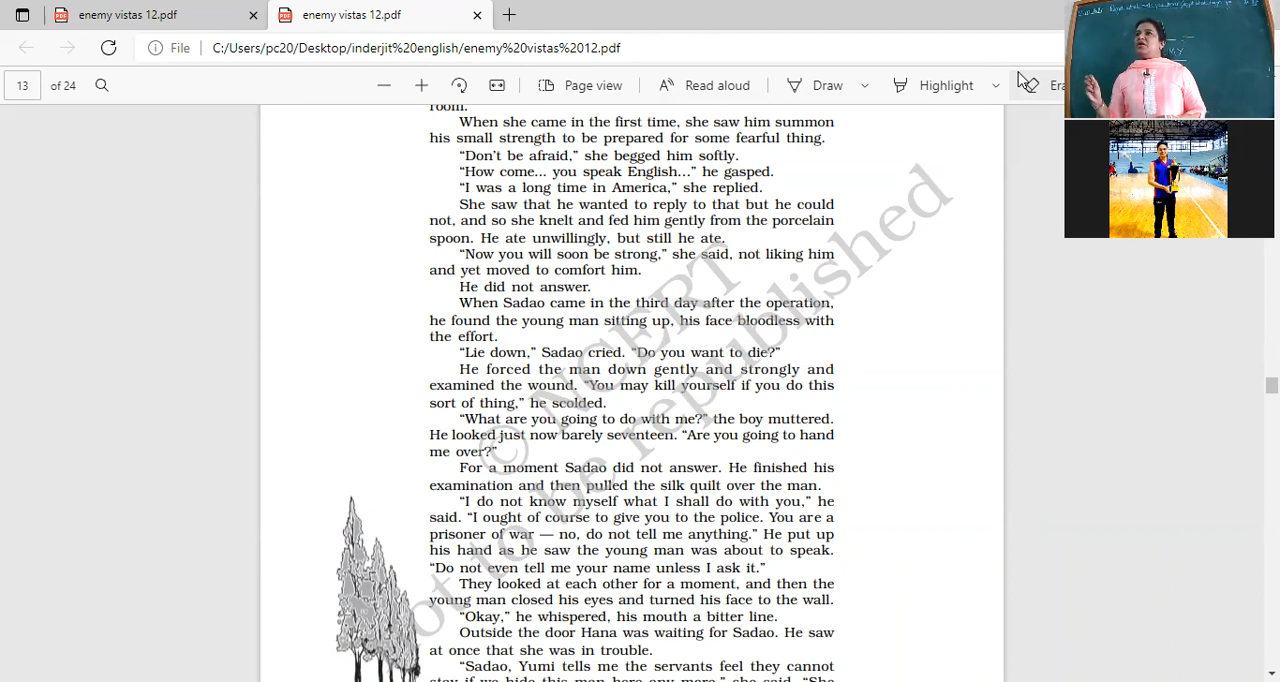 enemy vistas 12.pdf
enemy vistas 12.pdf
File C:/Users/pc20/Desktop/inderjit%20english/enemy%20vistas%2012.pdf
13 of 24 Page view Read aloud Draw Highlight Era
room.
When she came in the first time, she saw him summon
his small strength to be prepared for some fearful thing.
“Don’t be afraid,” she begged him softly.
“How come... you speak English...” he gasped.
“I was a long time in America,” she replied.
She saw that he wanted to reply to that but he could
not, and so she knelt and fed him gently from the porcelain
spoon. He ate unwillingly, but still he ate.
“Now you will soon be strong,” she said, not liking him
and yet moved to comfort him.
He did not answer.
When Sadao came in the third day after the operation,
he found the young man sitting up, his face bloodless with
the effort.
“Lie down,” Sadao cried. “Do you want to die?”
He forced the man down gently and strongly and
examined the wound. “You may kill yourself if you do this
sort of thing,” he scolded.
“What are you going to do with me?” the boy muttered.
He looked just now barely seventeen. “Are you going to hand
me over?”
For a moment Sadao did not answer. He finished his
examination and then pulled the silk quilt over the man.
“I do not know myself what I shall do with you,” he
said. “I ought of course to give you to the police. You are a
prisoner of war — no, do not tell me anything.” He put up
his hand as he saw the young man was about to speak.
“Do not even tell me your name unless I ask it.”
They looked at each other for a moment, and then the
young man closed his eyes and turned his face to the wall.
“Okay,” he whispered, his mouth a bitter line.
Outside the door Hana was waiting for Sadao. He saw
at once that she was in trouble.
“Sadao, Yumi tells me the servants feel they cannot
stay if we hide this man here any more,” she said. “She
© NCERT
not to be republished